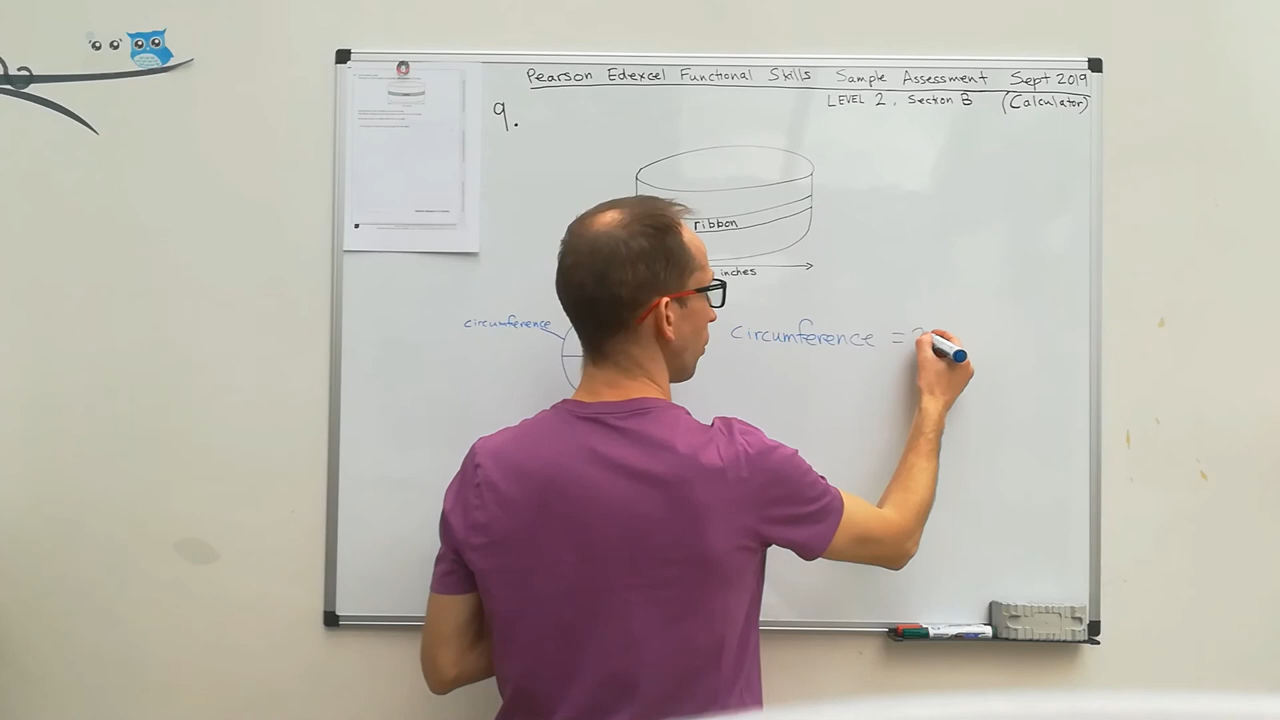 Pearson Edexcel Functional Skills Sample Assessment Sept 2019
LEVEL 2, Section B (Calculator)
9.
ribbon
inches
circumference
circumference =